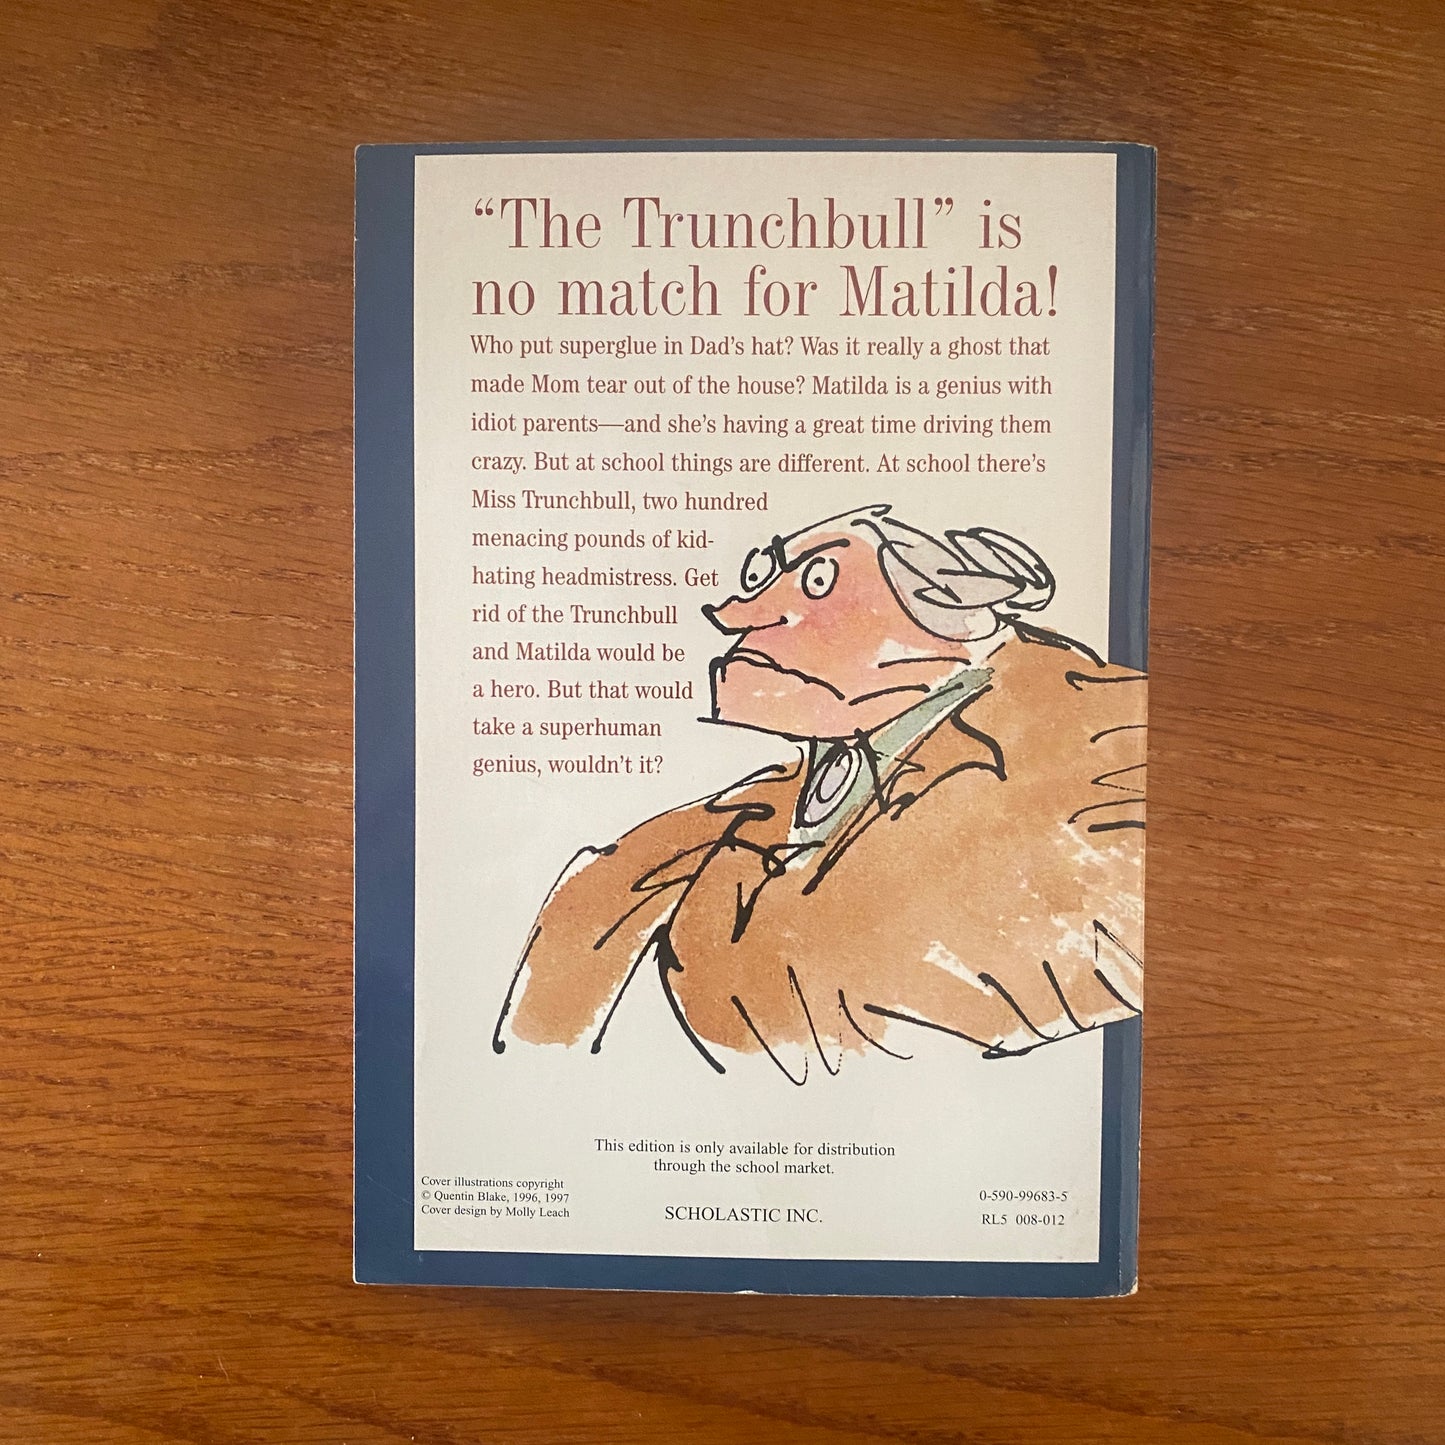 “The Trunchbull” is
no match for Matilda!
Who put superglue in Dad’s hat? Was it really a ghost that
made Mom tear out of the house? Matilda is a genius with
idiot parents—and she’s having a great time driving them
crazy. But at school things are different. At school there’s
Miss Trunchbull, two hundred
menacing pounds of kid-
hating headmistress. Get
rid of the Trunchbull
and Matilda would be
a hero. But that would
take a superhuman
genius, wouldn’t it?
This edition is only available for distribution
through the school market.
Cover illustrations copyright
© Quentin Blake, 1996, 1997
Cover design by Molly Leach
SCHOLASTIC INC.
0-590-99683-5
RL5 008-012